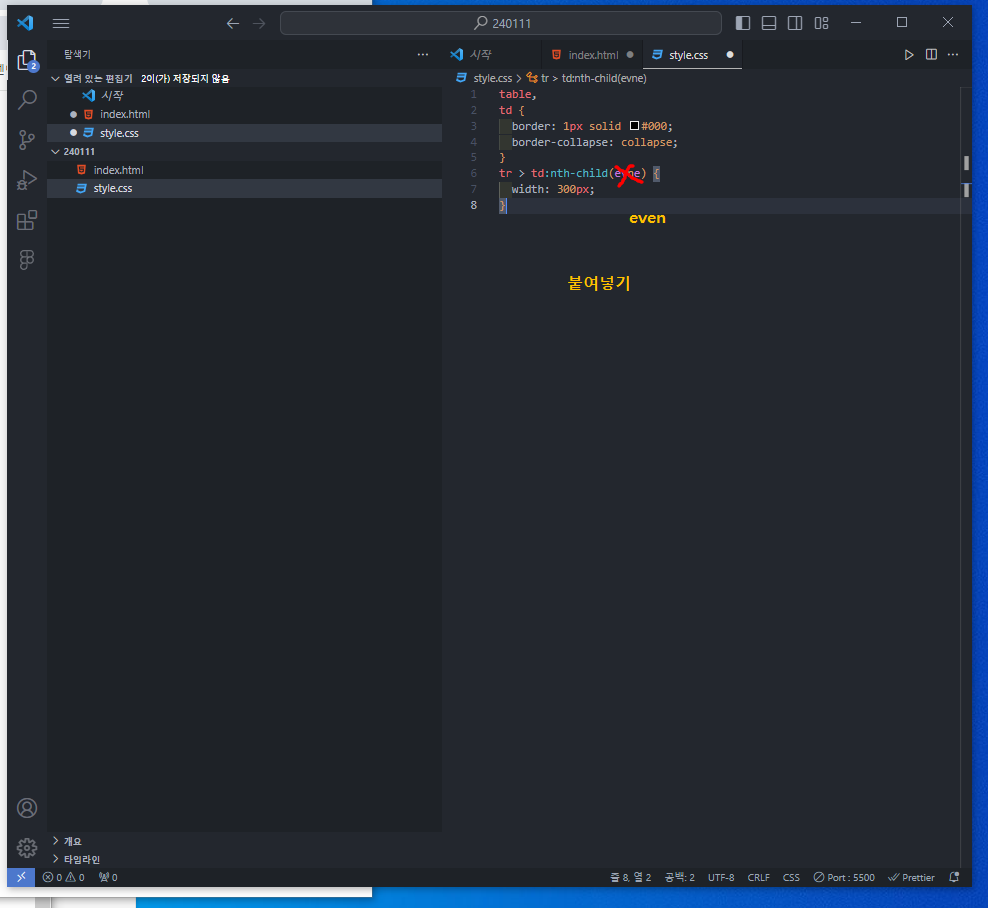 240111
탐색기
시작
index.html
style.css
2
열려 있는 편집기 2이(가) 저장되지 않음
style.css > tr > td:nth-child(evne)
시작
index.html
style.css
240111
index.html
style.css
1 table,
2 td {
3 border: 1px solid #000;
4 border-collapse: collapse;
5 }
6 tr > td:nth-child(evne) {
7 width: 300px;
8 }
even
붙여넣기
개요
타임라인
0 0 0
줄 8, 열 2 공백: 2 UTF-8 CRLF CSS Port : 5500 Prettier